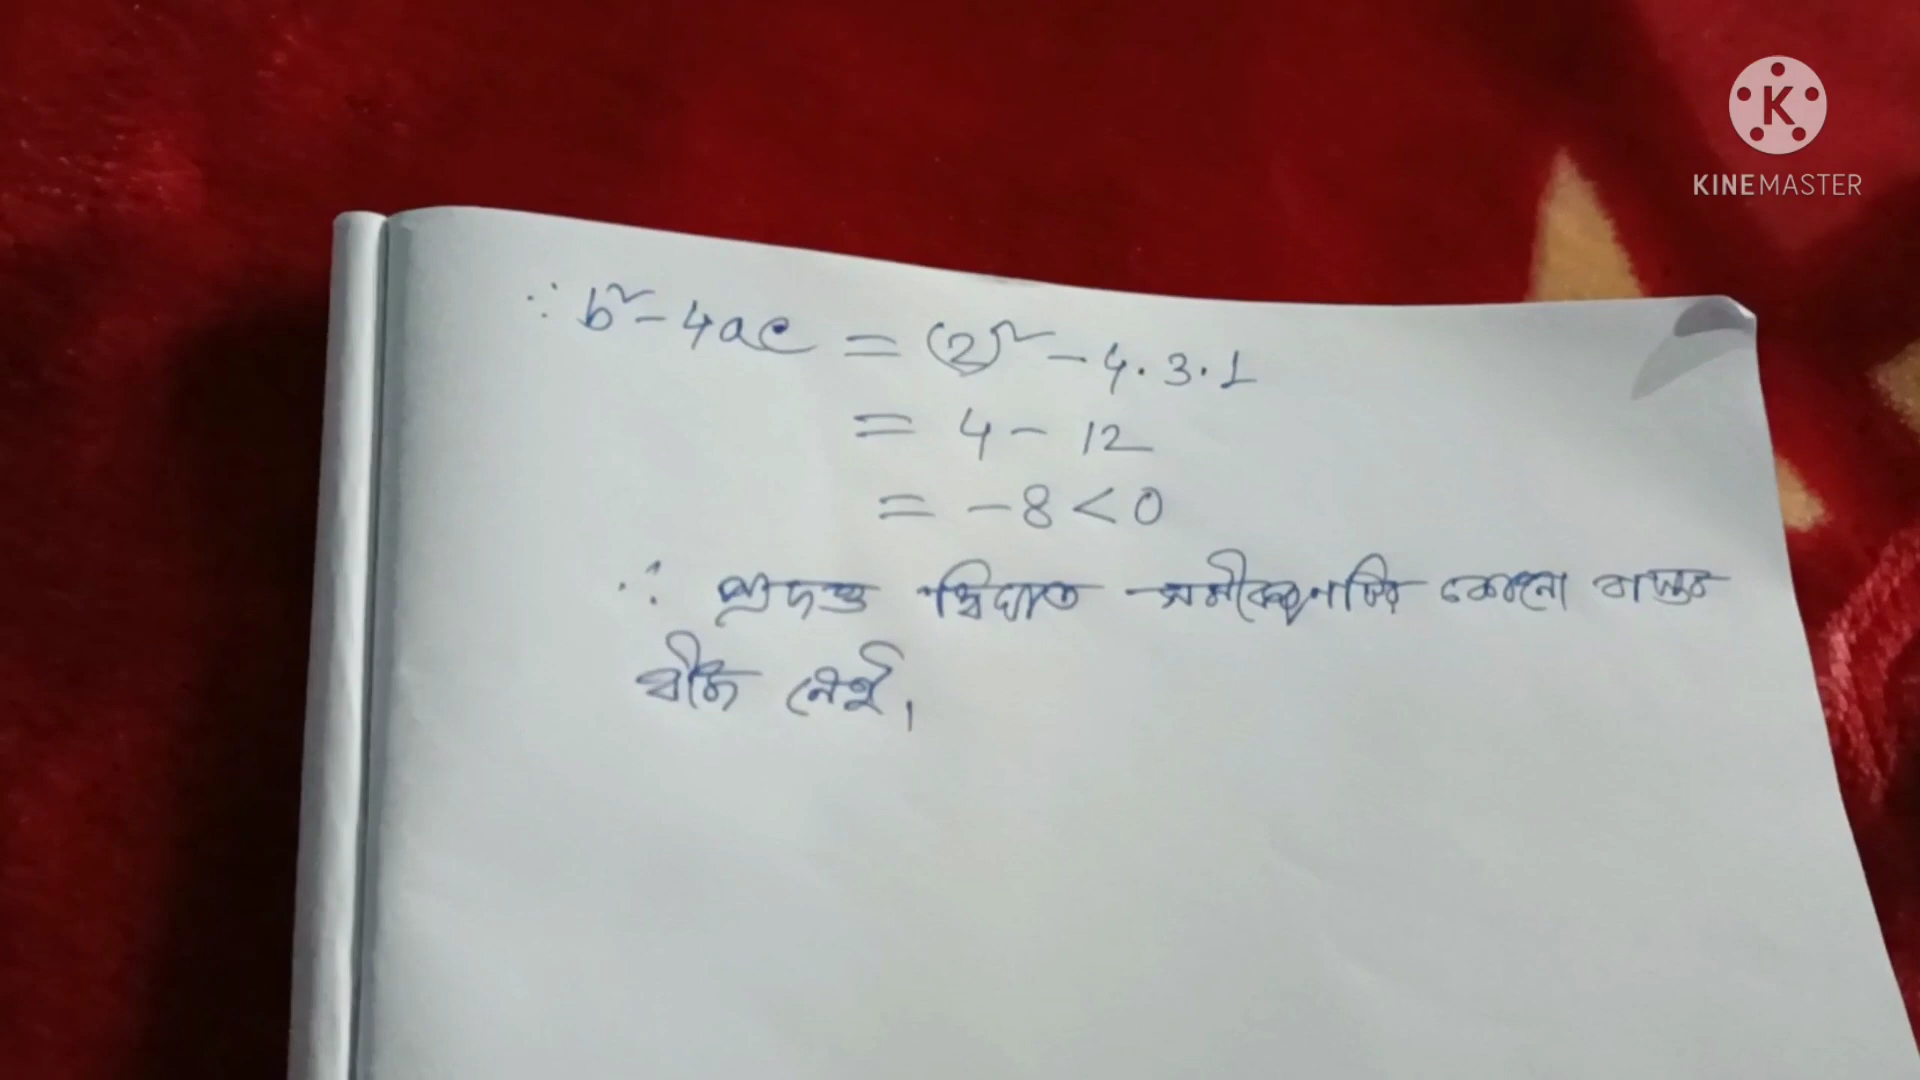 KINEMASTER
∵ b² - 4ac = (2)² - 4.3.1
= 4 - 12
= -8 < 0
∴ প্রদত্ত দ্বিঘাত সমীকরণটির কোনো বাস্তব
বীজ নেই।